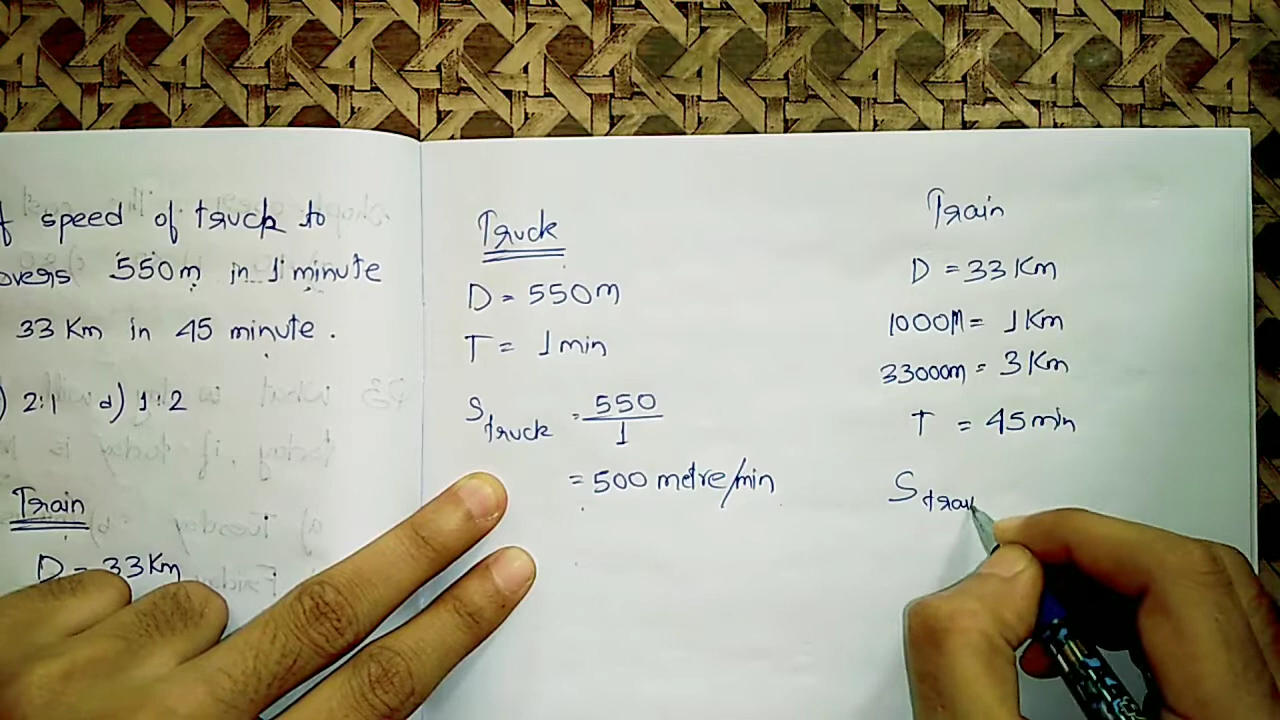 f speed of truck to
overs 550m in 1 minute
33 Km in 45 minute.
) 2:1 d) 1:2
Train
D = 33 Km
Truck
D = 550m
T = 1 min
S truck = 550/1
= 500 metre/min
Train
D = 33 Km
1000M = 1 Km
33000m = 3 Km
T = 45 min
S trai